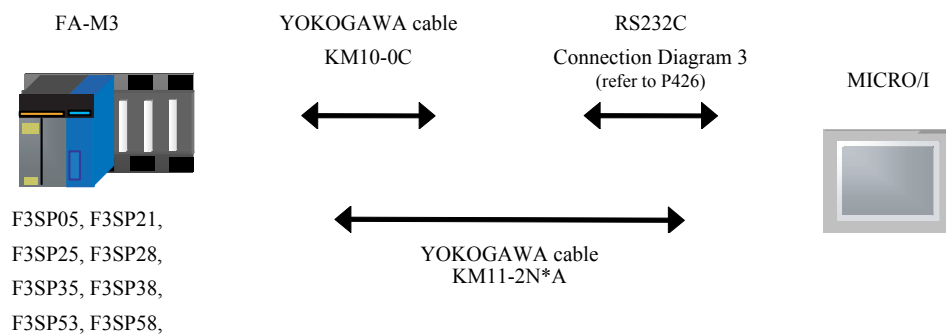 FA-M3
YOKOGAWA cable
KM10-0C
RS232C
Connection Diagram 3
(refer to P426)
MICRO/I
F3SP05, F3SP21,
F3SP25, F3SP28,
F3SP35, F3SP38,
F3SP53, F3SP58,
YOKOGAWA cable
KM11-2N*A